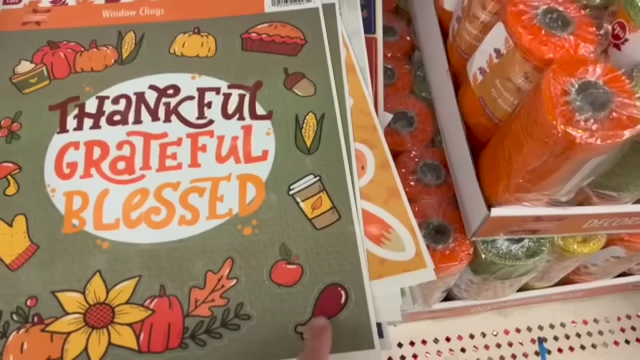 Window Clings
THANKFUL
GRATEFUL
BLESSED
DECOR